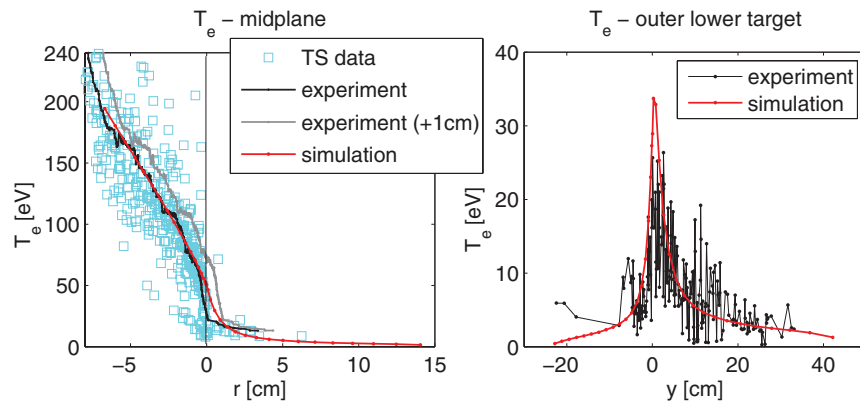 T_e – midplane
240
200
150
100
50
0
T_e [eV]
−5
0
5
10
14
r [cm]
TS data
experiment
experiment (+1cm)
simulation
T_e – outer lower target
40
30
20
10
0
T_e [eV]
−20
0
20
40
y [cm]
experiment
simulation